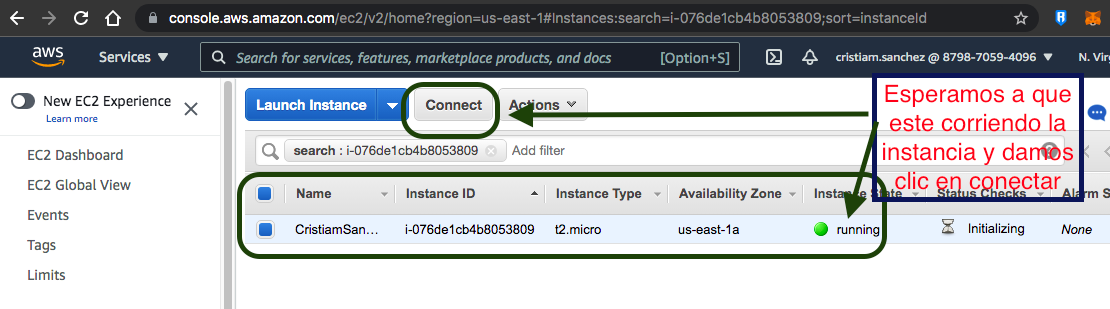 console.aws.amazon.com/ec2/v2/home?region=us-east-1#Instances:search=i-076de1cb4b8053809;sort=instanceId
aws Services Search for services, features, marketplace products, and docs [Option+S] cristiam.sanchez @ 8798-7059-4096 N. Virg
New EC2 Experience
Learn more
EC2 Dashboard
EC2 Global View
Events
Tags
Limits
Launch Instance Connect Actions
search : i-076de1cb4b8053809 Add filter
Name Instance ID Instance Type Availability Zone Instance State Status Checks Alarm S
CristiamSan... i-076de1cb4b8053809 t2.micro us-east-1a running Initializing None
Esperamos a que
este corriendo la
instancia y damos
clic en conectar